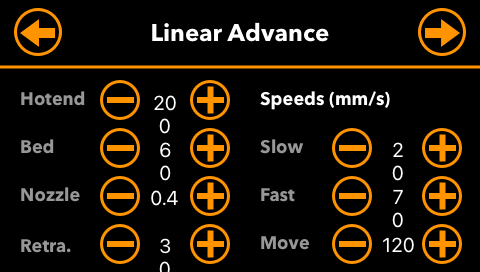 Linear Advance
Hotend
20
0
Speeds (mm/s)
Bed
6
0
Slow
2
0
Nozzle
0.4
Fast
7
0
Retra.
3
0
Move
120